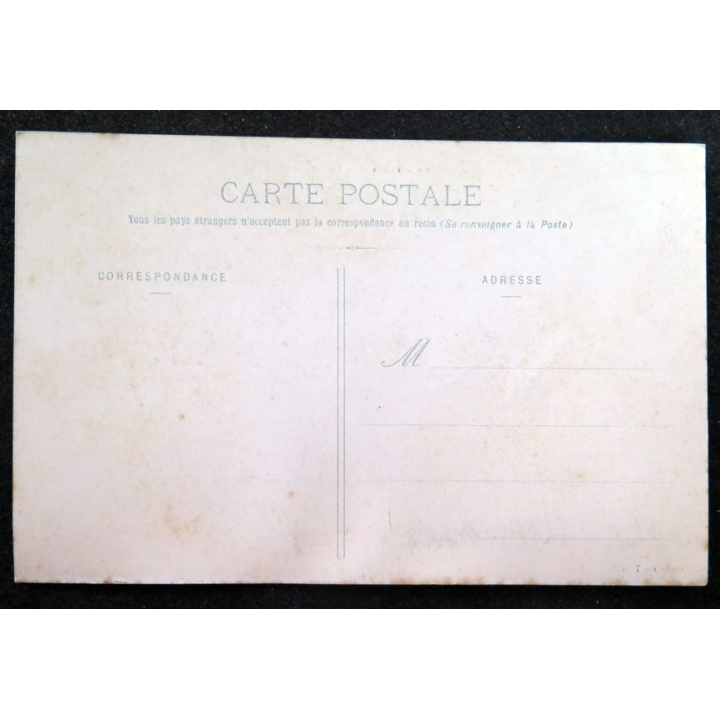 CARTE POSTALE
Tous les pays étrangers n'acceptent pas la correspondance au recto (Se renseigner à la Poste)
CORRESPONDANCE
ADRESSE
M